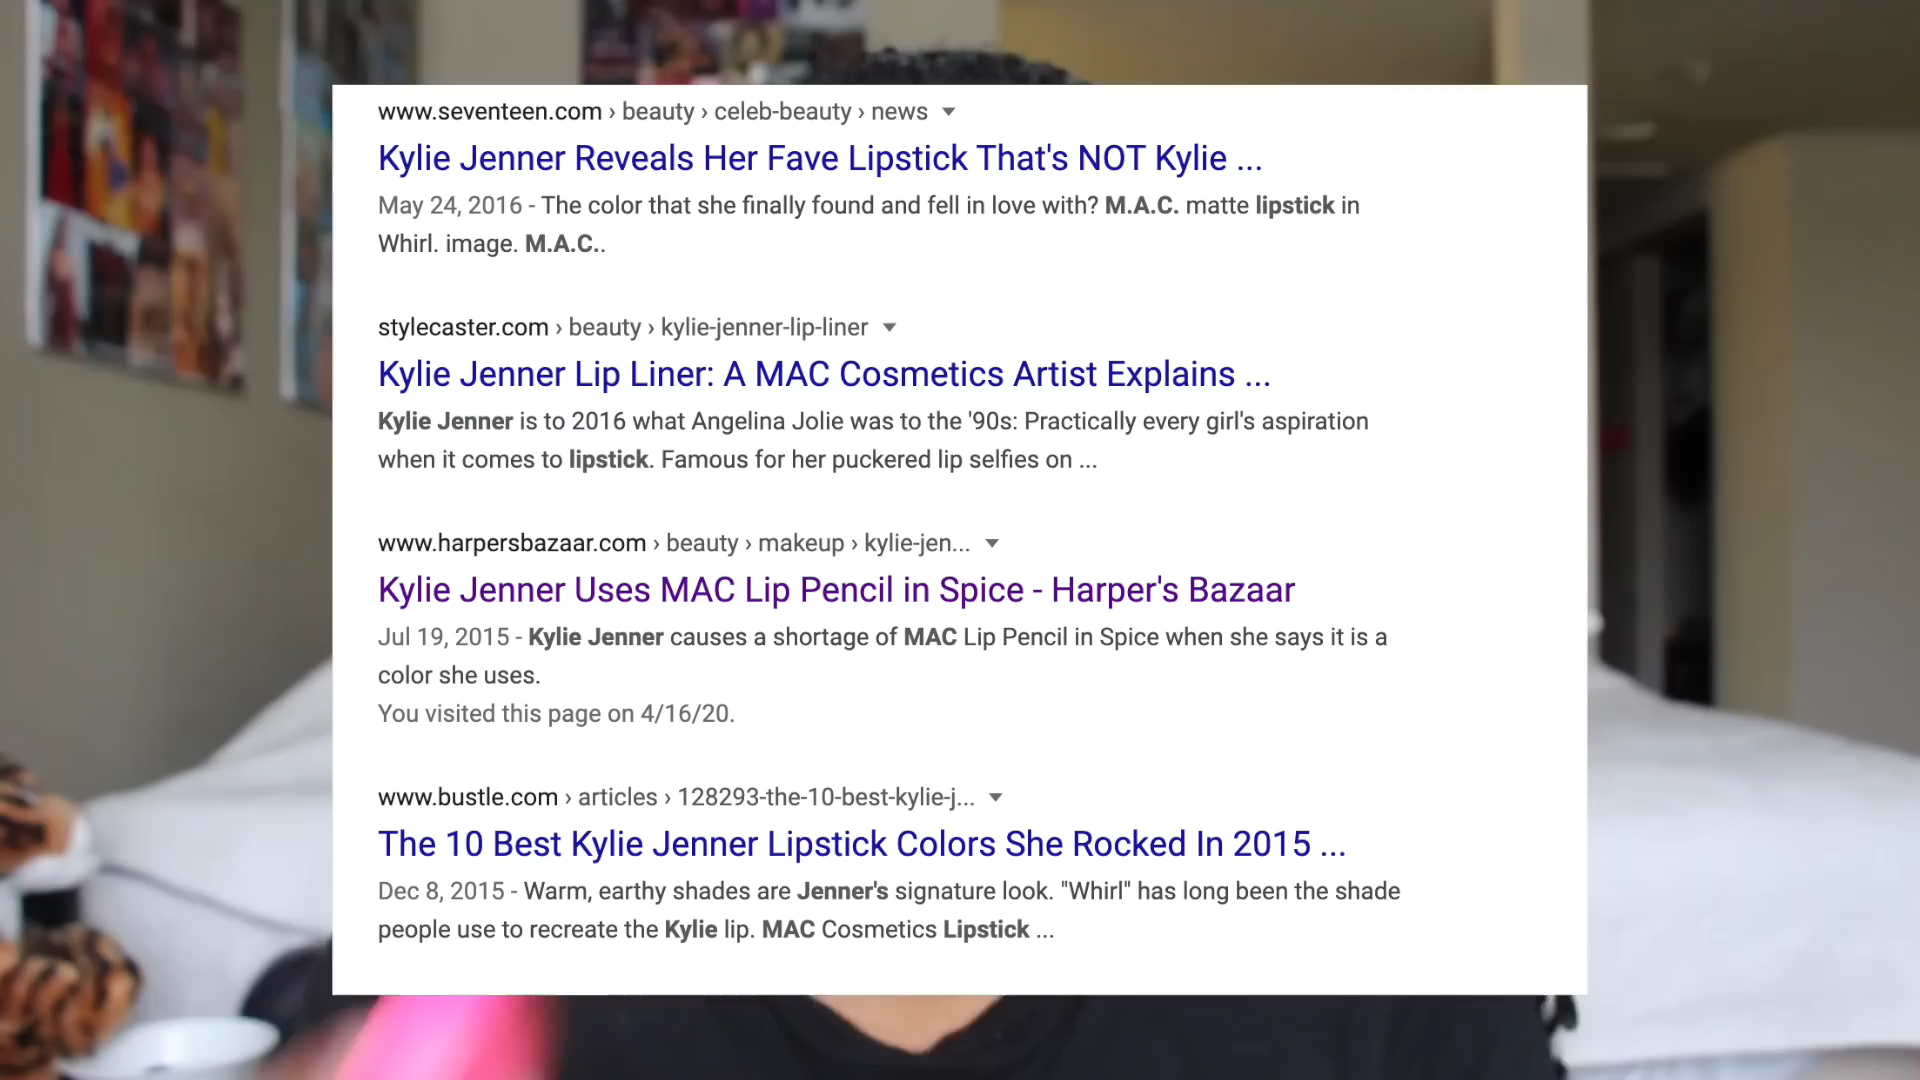 www.seventeen.com › beauty › celeb-beauty › news
Kylie Jenner Reveals Her Fave Lipstick That's NOT Kylie ...
May 24, 2016 - The color that she finally found and fell in love with? M.A.C. matte lipstick in
Whirl. image. M.A.C..
stylecaster.com › beauty › kylie-jenner-lip-liner
Kylie Jenner Lip Liner: A MAC Cosmetics Artist Explains ...
Kylie Jenner is to 2016 what Angelina Jolie was to the '90s: Practically every girl's aspiration
when it comes to lipstick. Famous for her puckered lip selfies on ...
www.harpersbazaar.com › beauty › makeup › kylie-jen...
Kylie Jenner Uses MAC Lip Pencil in Spice - Harper's Bazaar
Jul 19, 2015 - Kylie Jenner causes a shortage of MAC Lip Pencil in Spice when she says it is a
color she uses.
You visited this page on 4/16/20.
www.bustle.com › articles › 128293-the-10-best-kylie-j...
The 10 Best Kylie Jenner Lipstick Colors She Rocked In 2015 ...
Dec 8, 2015 - Warm, earthy shades are Jenner's signature look. "Whirl" has long been the shade
people use to recreate the Kylie lip. MAC Cosmetics Lipstick ...